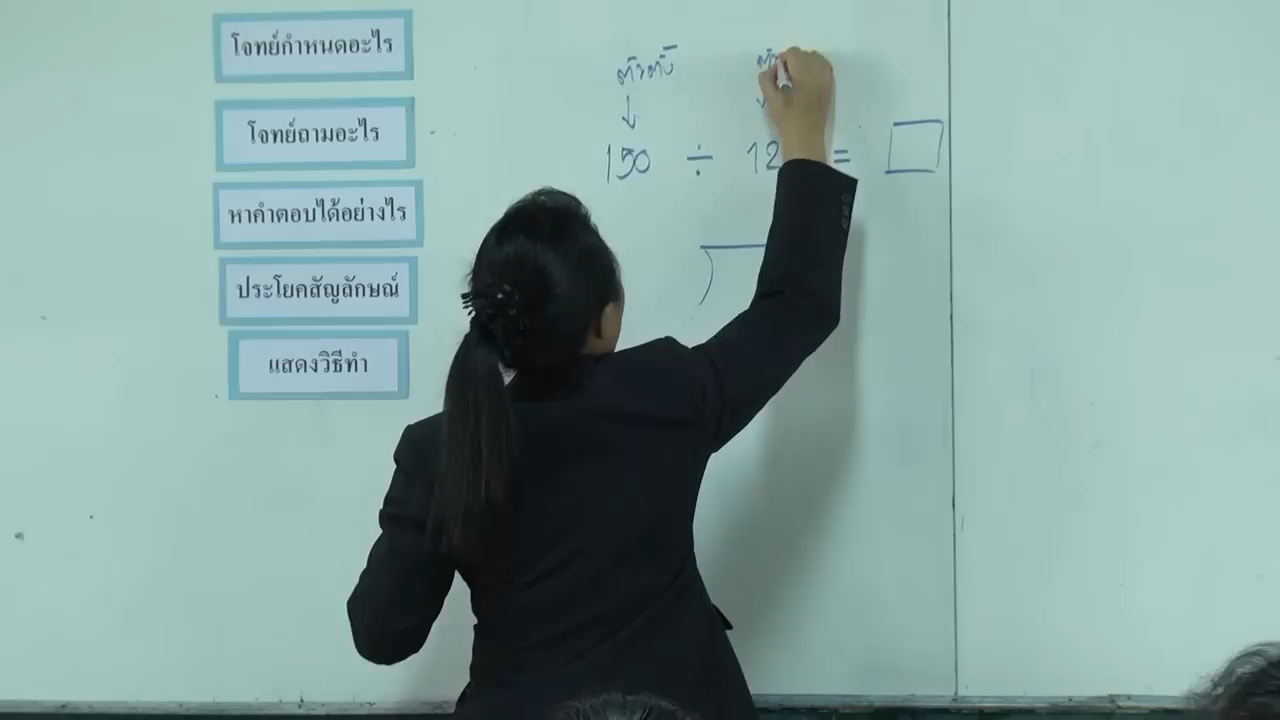 โจทย์กำหนดอะไร
โจทย์ถามอะไร
หาคำตอบได้อย่างไร
ประโยคสัญลักษณ์
แสดงวิธีทำ
ตัวตั้ง
150 ÷ 12 =